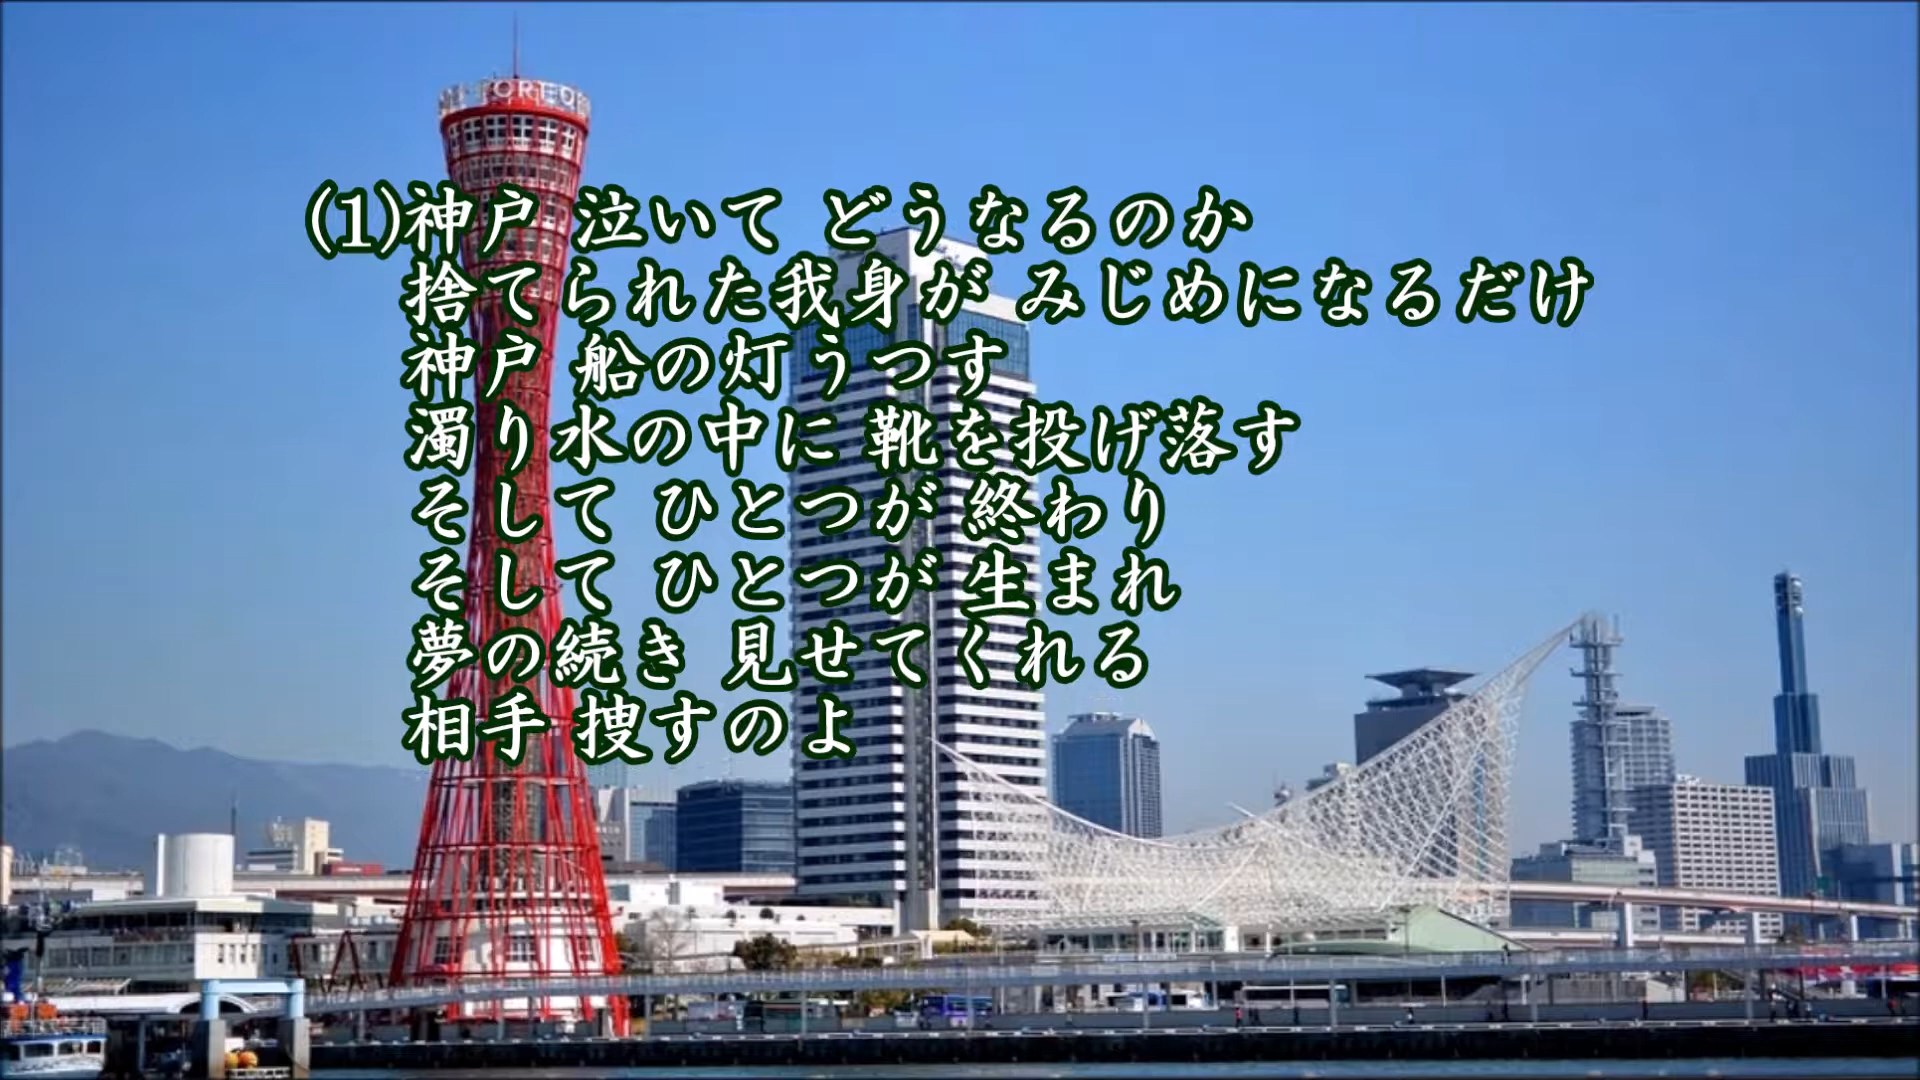 PORT O
(1)神戸 泣いて どうなるのか
捨てられた我身が みじめになるだけ
神戸 船の灯うつす
濁り水の中に 靴を投げ落す
そして ひとつが 終わり
そして ひとつが 生まれ
夢の続き 見せてくれる
相手 捜すのよ